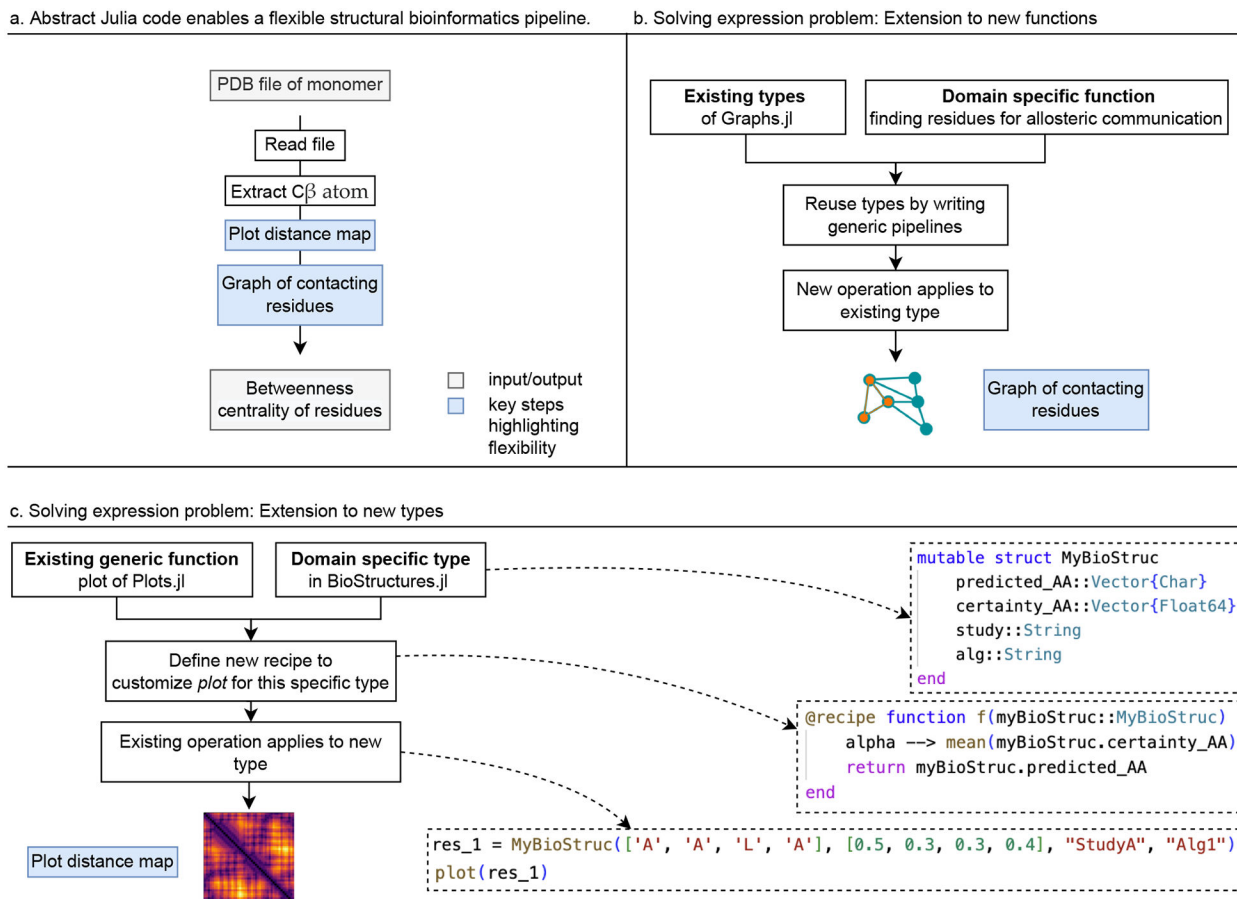 a. Abstract Julia code enables a flexible structural bioinformatics pipeline.
PDB file of monomer
Read file
Extract Cβ atom
Plot distance map
Graph of contacting
residues
Betweenness
centrality of residues
input/output
key steps
highlighting
flexibility
b. Solving expression problem: Extension to new functions
Existing types
of Graphs.jl
Domain specific function
finding residues for allosteric communication
Reuse types by writing
generic pipelines
New operation applies to
existing type
Graph of contacting
residues
c. Solving expression problem: Extension to new types
Existing generic function
plot of Plots.jl
Domain specific type
in BioStructures.jl
Define new recipe to
customize plot for this specific type
Existing operation applies to new
type
Plot distance map
mutable struct MyBioStruc
predicted_AA::Vector{Char}
certainty_AA::Vector{Float64}
study::String
alg::String
end
@recipe function f(myBioStruc::MyBioStruc)
alpha --> mean(myBioStruc.certainty_AA)
return myBioStruc.predicted_AA
end
res_1 = MyBioStruc(['A', 'A', 'L', 'A'], [0.5, 0.3, 0.3, 0.4], "StudyA", "Alg1")
plot(res_1)